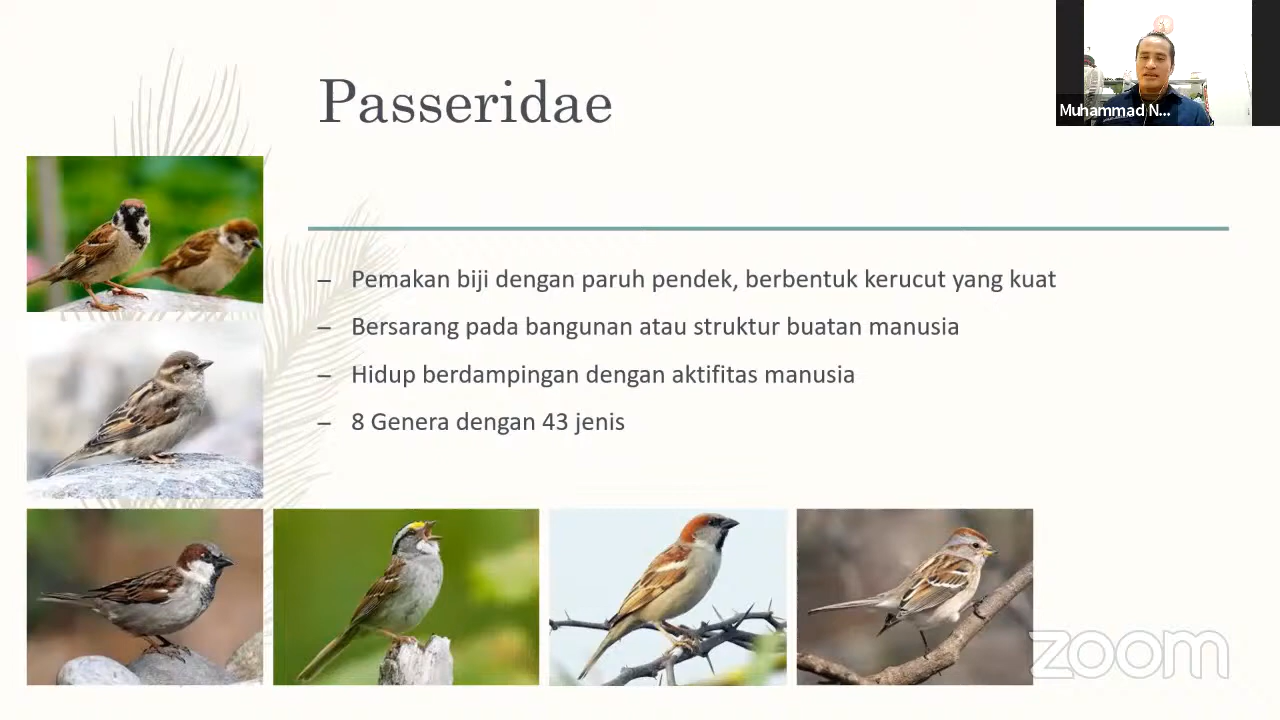 Passeridae
Muhammad N...
– Pemakan biji dengan paruh pendek, berbentuk kerucut yang kuat
– Bersarang pada bangunan atau struktur buatan manusia
– Hidup berdampingan dengan aktifitas manusia
– 8 Genera dengan 43 jenis
zoom